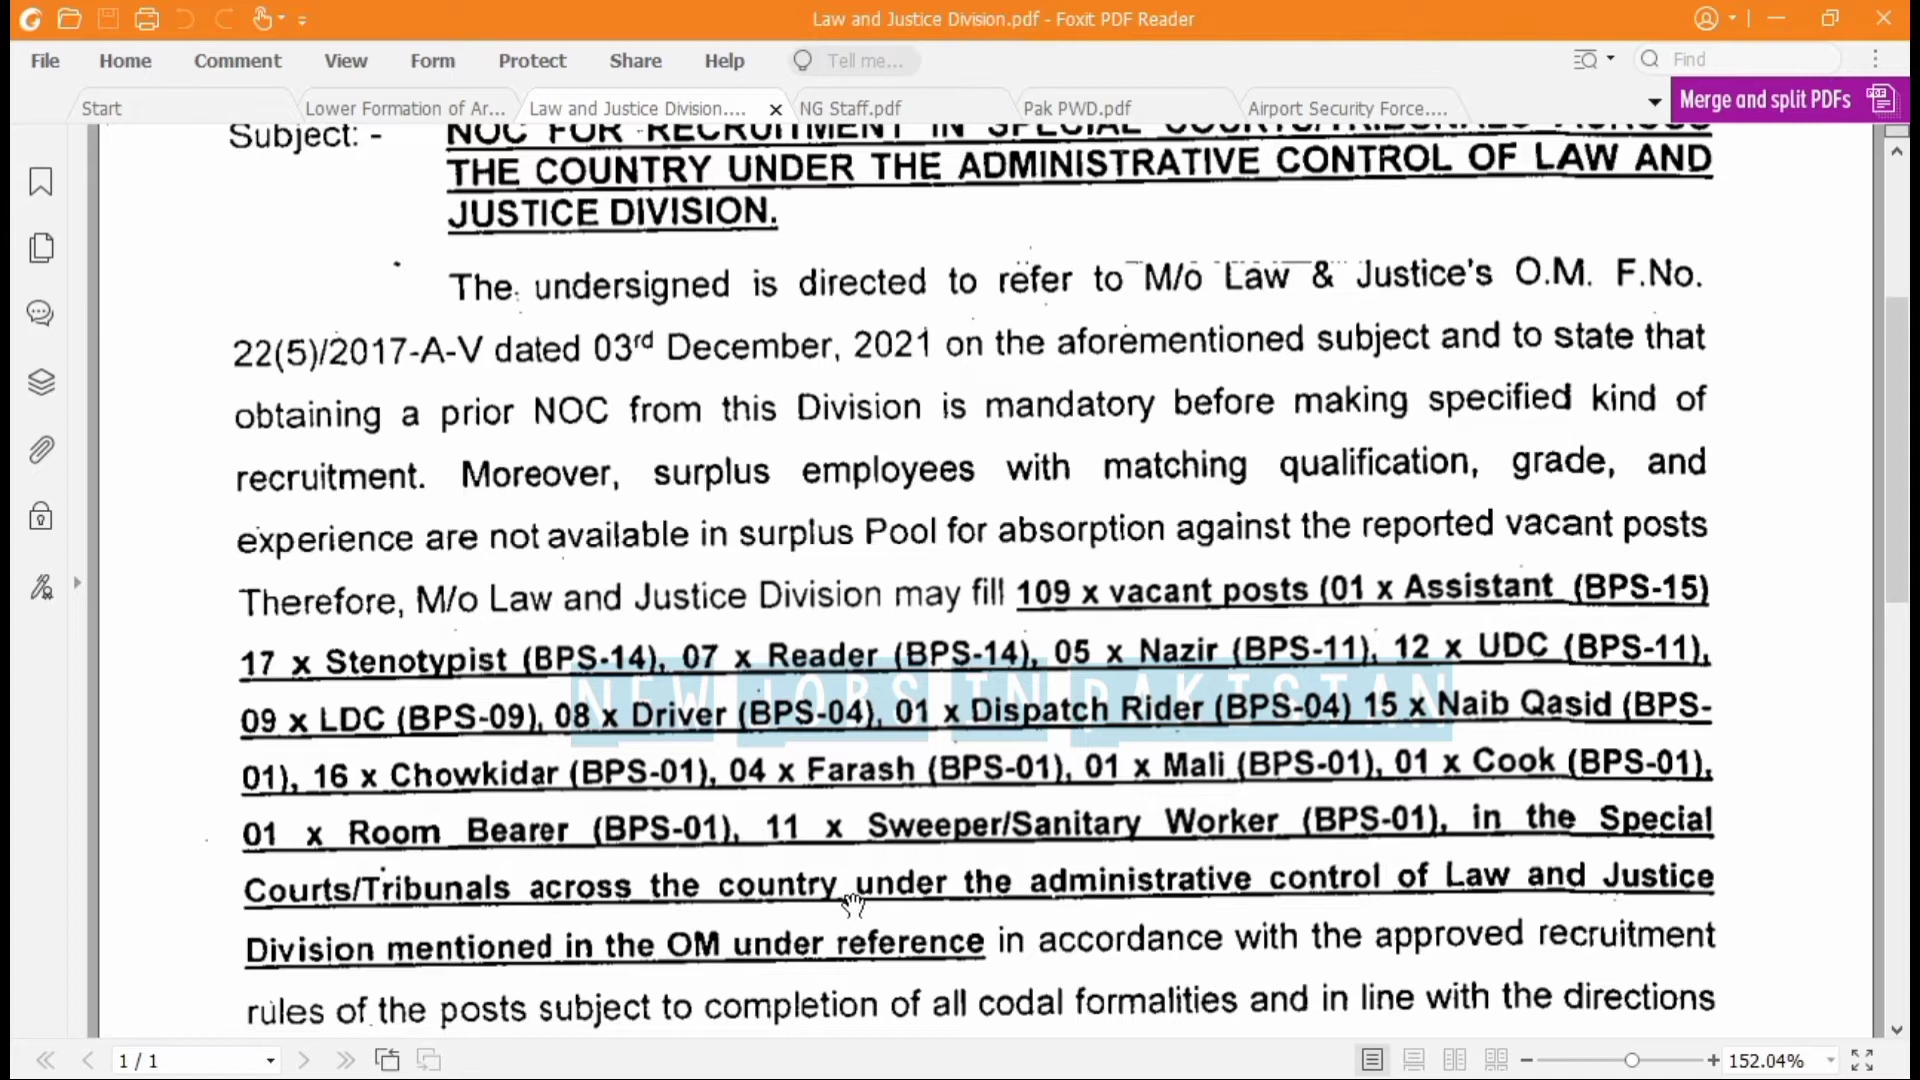 Law and Justice Division.pdf - Foxit PDF Reader
File Home Comment View Form Protect Share Help Tell me... Find
Start Lower Formation of Ar... Law and Justice Division.... NG Staff.pdf Pak PWD.pdf Airport Security Force.... Merge and split PDFs
Subject: - NOC FOR RECRUITMENT IN SPECIAL COURTS/TRIBUNALS ACROSS
THE COUNTRY UNDER THE ADMINISTRATIVE CONTROL OF LAW AND
JUSTICE DIVISION.
The undersigned is directed to refer to M/o Law & Justice's O.M. F.No.
22(5)/2017-A-V dated 03rd December, 2021 on the aforementioned subject and to state that
obtaining a prior NOC from this Division is mandatory before making specified kind of
recruitment. Moreover, surplus employees with matching qualification, grade, and
experience are not available in surplus Pool for absorption against the reported vacant posts
Therefore, M/o Law and Justice Division may fill 109 x vacant posts (01 x Assistant (BPS-15)
17 x Stenotypist (BPS-14), 07 x Reader (BPS-14), 05 x Nazir (BPS-11), 12 x UDC (BPS-11),
NEW JOBS IN PAKISTAN
09 x LDC (BPS-09), 08 x Driver (BPS-04), 01 x Dispatch Rider (BPS-04) 15 x Naib Qasid (BPS-
01), 16 x Chowkidar (BPS-01), 04 x Farash (BPS-01), 01 x Mali (BPS-01), 01 x Cook (BPS-01),
01 x Room Bearer (BPS-01), 11 x Sweeper/Sanitary Worker (BPS-01), in the Special
Courts/Tribunals across the country under the administrative control of Law and Justice
Division mentioned in the OM under reference in accordance with the approved recruitment
rules of the posts subject to completion of all codal formalities and in line with the directions
1 / 1 152.04%